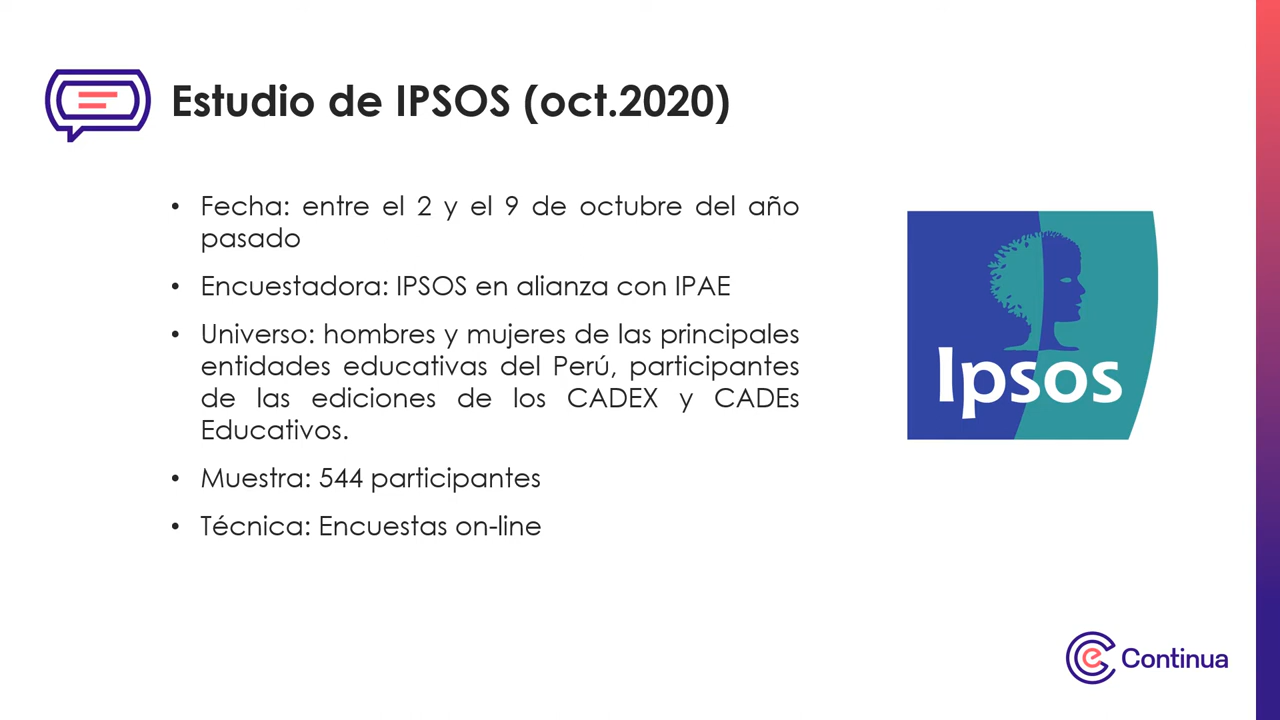 Estudio de IPSOS (oct.2020)
• Fecha: entre el 2 y el 9 de octubre del año
pasado
• Encuestadora: IPSOS en alianza con IPAE
• Universo: hombres y mujeres de las principales
entidades educativas del Perú, participantes
de las ediciones de los CADEX y CADEs
Educativos.
• Muestra: 544 participantes
• Técnica: Encuestas on-line
Ipsos
e Continua